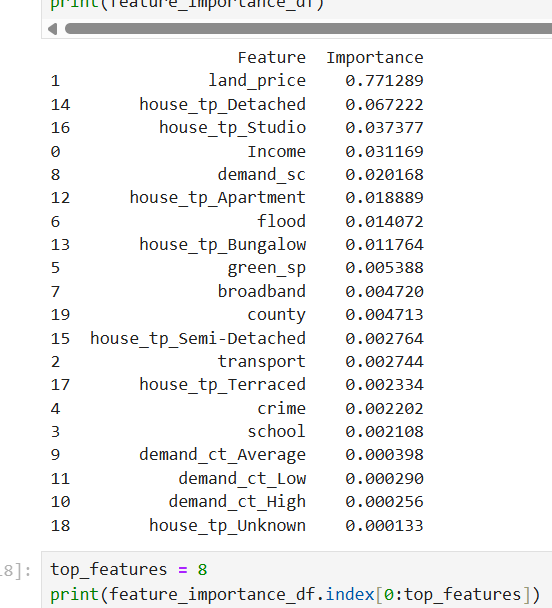 print(feature_importance_df)
Feature Importance
1 land_price 0.771289
14 house_tp_Detached 0.067222
16 house_tp_Studio 0.037377
0 Income 0.031169
8 demand_sc 0.020168
12 house_tp_Apartment 0.018889
6 flood 0.014072
13 house_tp_Bungalow 0.011764
5 green_sp 0.005388
7 broadband 0.004720
19 county 0.004713
15 house_tp_Semi-Detached 0.002764
2 transport 0.002744
17 house_tp_Terraced 0.002334
4 crime 0.002202
3 school 0.002108
9 demand_ct_Average 0.000398
11 demand_ct_Low 0.000290
10 demand_ct_High 0.000256
18 house_tp_Unknown 0.000133
8]: top_features = 8
print(feature_importance_df.index[0:top_features])